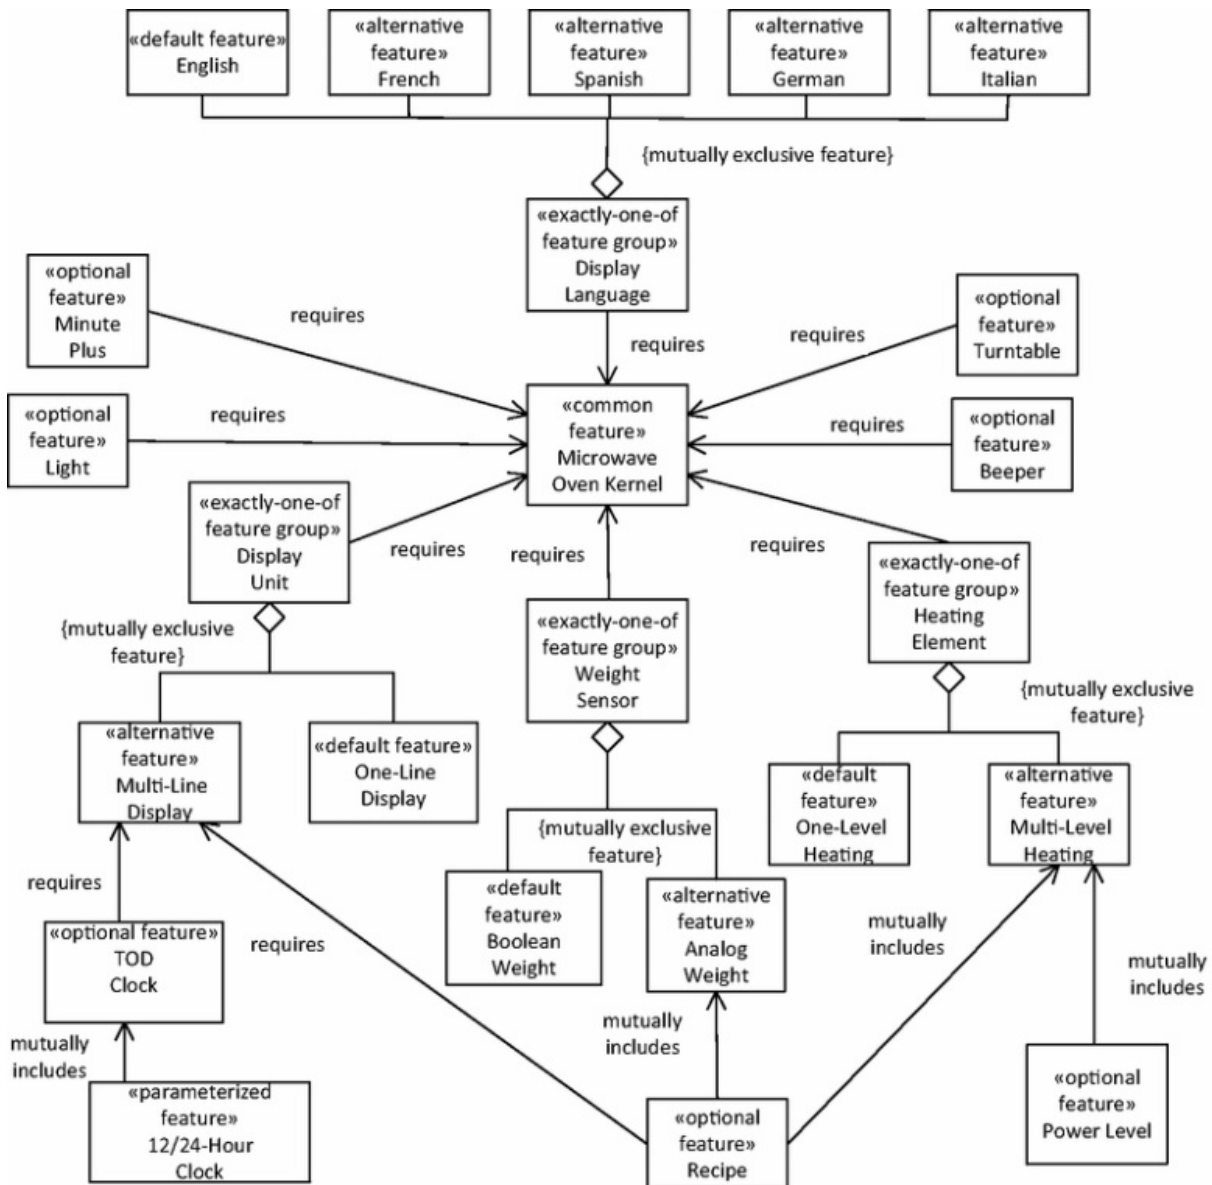 «default feature»
English
«alternative
feature»
French
«alternative
feature»
Spanish
«alternative
feature»
German
«alternative
feature»
Italian
{mutually exclusive feature}
«exactly-one-of
feature group»
Display
Language
«optional
feature»
Minute
Plus
requires
requires
requires
«optional
feature»
Turntable
«optional
feature»
Light
requires
«common
feature»
Microwave
Oven Kernel
requires
«optional
feature»
Beeper
«exactly-one-of
feature group»
Display
Unit
requires
requires
requires
«exactly-one-of
feature group»
Heating
Element
{mutually exclusive
feature}
«exactly-one-of
feature group»
Weight
Sensor
{mutually exclusive
feature}
«alternative
feature»
Multi-Line
Display
«default feature»
One-Line
Display
{mutually exclusive
feature}
«default
feature»
One-Level
Heating
«alternative
feature»
Multi-Level
Heating
requires
«default
feature»
Boolean
Weight
«alternative
feature»
Analog
Weight
«optional feature»
TOD
Clock
requires
mutually
includes
mutually
includes
mutually
includes
mutually
includes
«parameterized
feature»
12/24-Hour
Clock
«optional
feature»
Recipe
«optional
feature»
Power Level